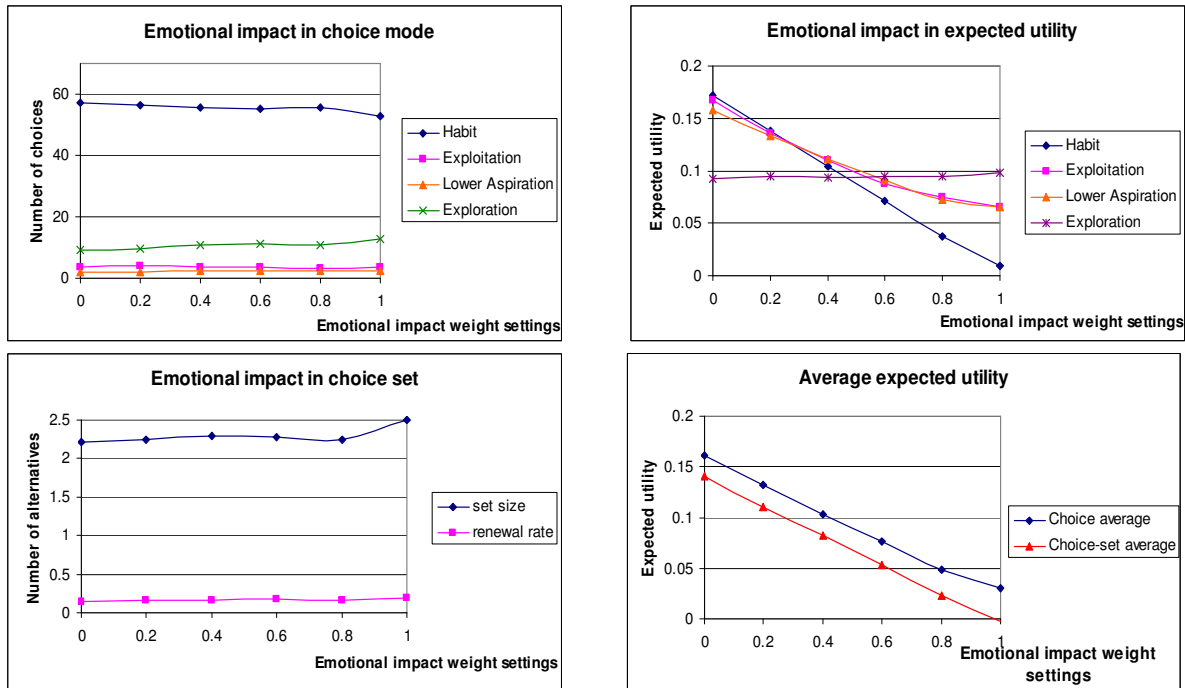 Emotional impact in choice mode
Number of choices
60
40
20
0
0 0.2 0.4 0.6 0.8 1
Emotional impact weight settings
Habit
Exploitation
Lower Aspiration
Exploration
Emotional impact in expected utility
Expected utility
0.2
0.15
0.1
0.05
0
0 0.2 0.4 0.6 0.8 1
Emotional impact weight settings
Habit
Exploitation
Lower Aspiration
Exploration
Emotional impact in choice set
Number of alternatives
2.5
2
1.5
1
0.5
0
0 0.2 0.4 0.6 0.8 1
Emotional impact weight settings
set size
renewal rate
Average expected utility
Expected utility
0.2
0.15
0.1
0.05
0
0 0.2 0.4 0.6 0.8 1
Emotional impact weight
settings
Choice average
Choice-set average